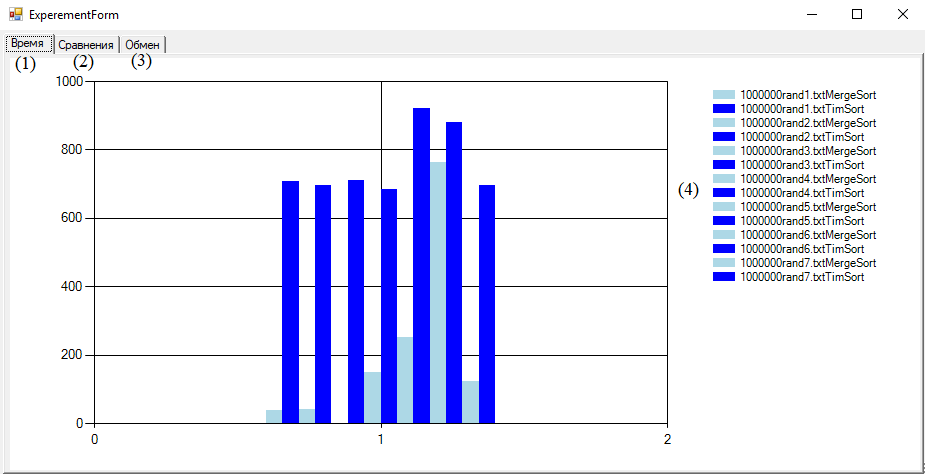 ExperementForm
Время Сравнения Обмен
(1) (2) (3)
1000
800
600
400
200
0
0 1 2
1000000rand1.txtMergeSort
1000000rand1.txtTimSort
1000000rand2.txtMergeSort
1000000rand2.txtTimSort
1000000rand3.txtMergeSort
1000000rand3.txtTimSort
1000000rand4.txtMergeSort
(4)
1000000rand4.txtTimSort
1000000rand5.txtMergeSort
1000000rand5.txtTimSort
1000000rand6.txtMergeSort
1000000rand6.txtTimSort
1000000rand7.txtMergeSort
1000000rand7.txtTimSort